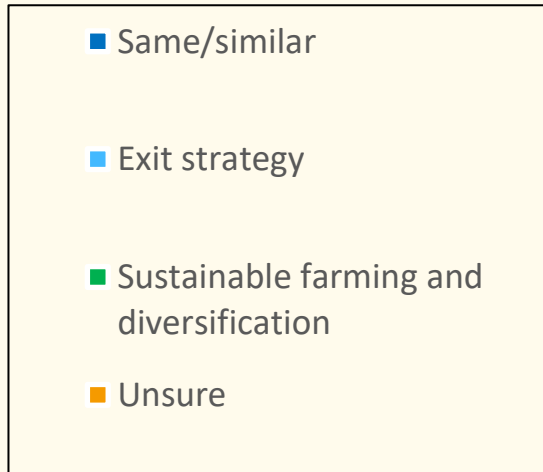 Same/similar
Exit strategy
Sustainable farming and
diversification
Unsure